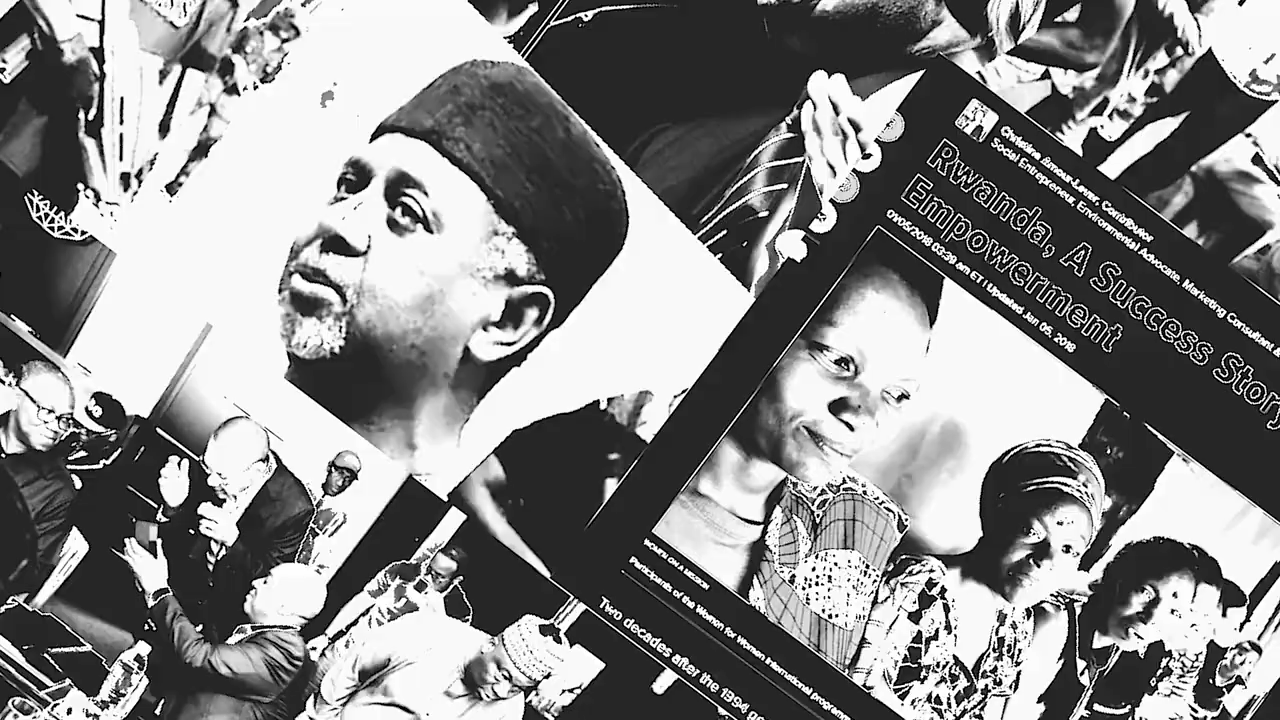 Christine Amour-Levar, Contributor
Social Entrepreneur, Environmental Advocate, Marketing Consultant &
Rwanda, A Success Story
Empowerment
01/05/2018 03:39 am ET | Updated Jan 05, 2018
WOMEN ON A MISSION
Participants of the Women for Women International programm
Two decades after the 1994 ge